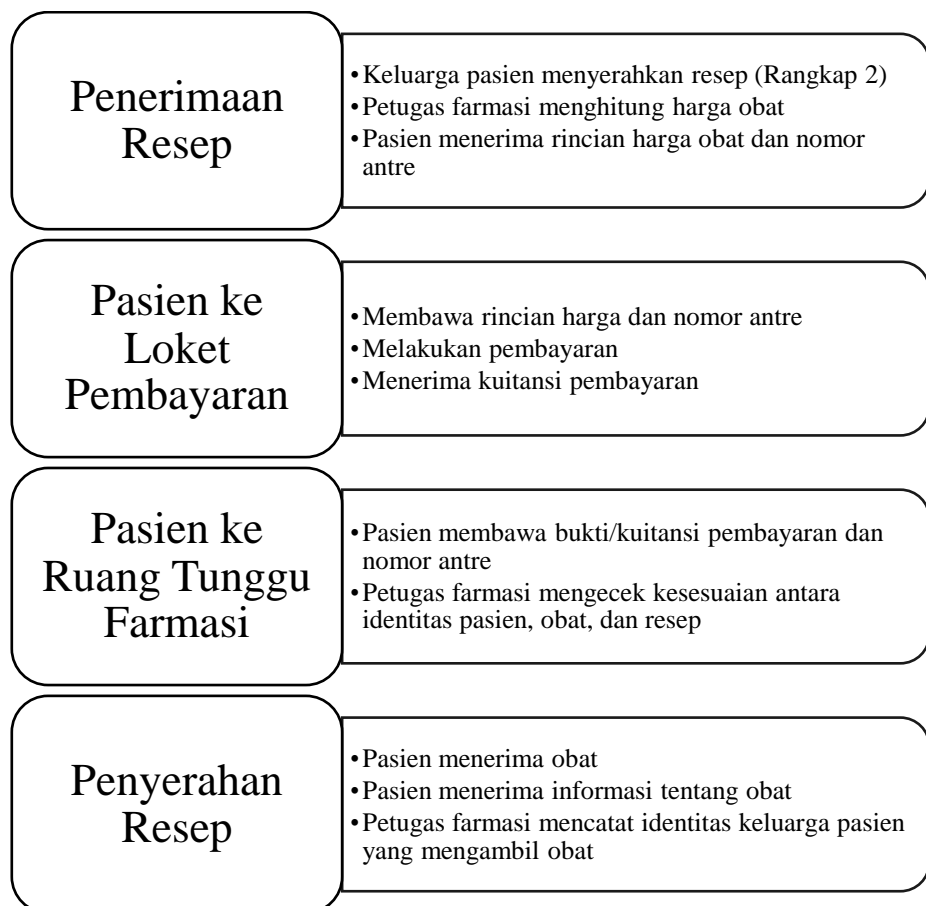 Penerimaan
Resep
•Keluarga pasien menyerahkan resep (Rangkap 2)
•Petugas farmasi menghitung harga obat
•Pasien menerima rincian harga obat dan nomor
antre
Pasien ke
Loket
Pembayaran
•Membawa rincian harga dan nomor antre
•Melakukan pembayaran
•Menerima kuitansi pembayaran
Pasien ke
Ruang Tunggu
Farmasi
•Pasien membawa bukti/kuitansi pembayaran dan
nomor antre
•Petugas farmasi mengecek kesesuaian antara
identitas pasien, obat, dan resep
Penyerahan
Resep
•Pasien menerima obat
•Pasien menerima informasi tentang obat
•Petugas farmasi mencatat identitas keluarga pasien
yang mengambil obat